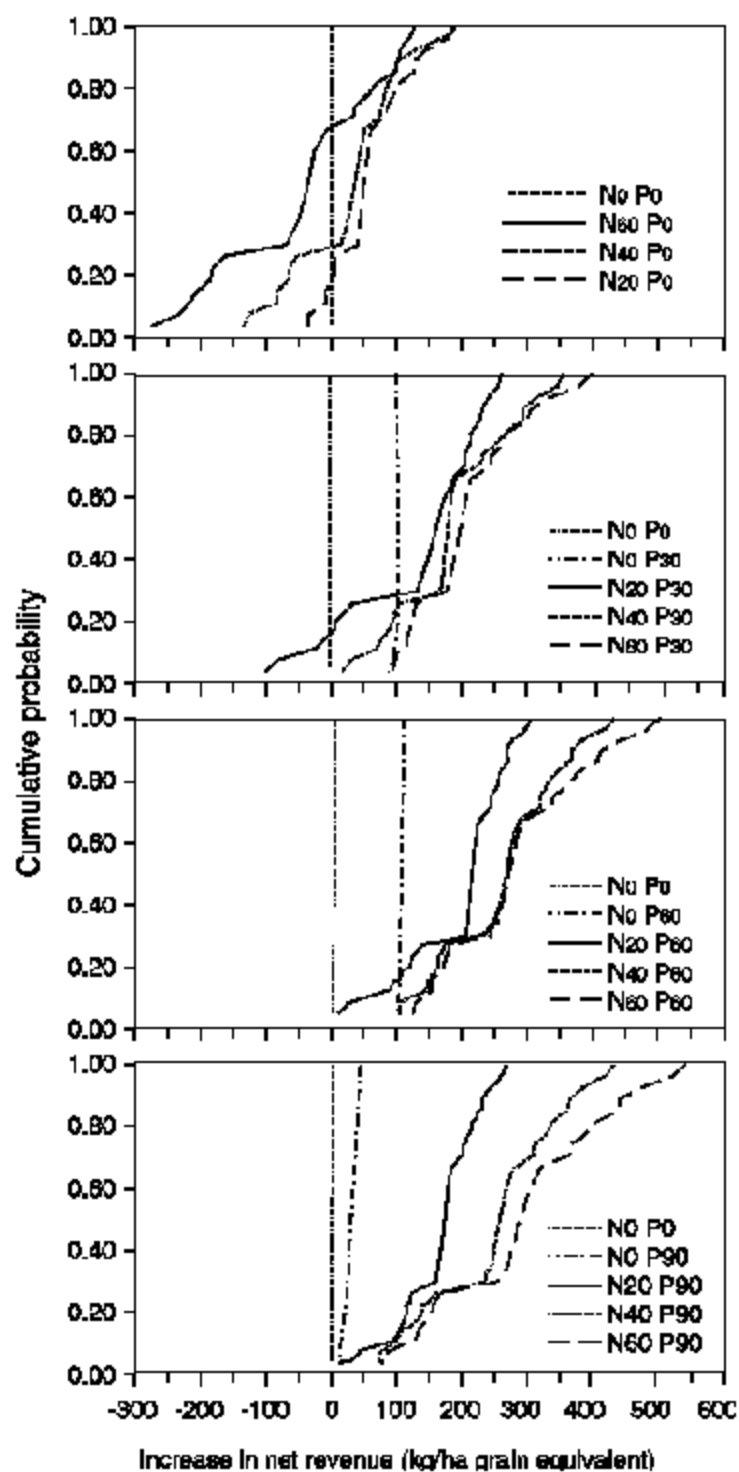 Cumulative probability
1.00
0.80
0.60
0.40
0.20
0.00
N0 P0
N60 P0
N40 P0
N20 P0
1.00
0.80
0.60
0.40
0.20
0.00
N0 P0
N0 P30
N20 P30
N40 P30
N60 P30
1.00
0.80
0.60
0.40
0.20
0.00
N0 P0
N0 P60
N20 P60
N40 P60
N60 P60
1.00
0.80
0.60
0.40
0.20
0.00
N0 P0
N0 P90
N20 P90
N40 P90
N60 P90
-300 -200 -100 0 100 200 300 400 500 600
Increase in net revenue (kg/ha grain equivalent)